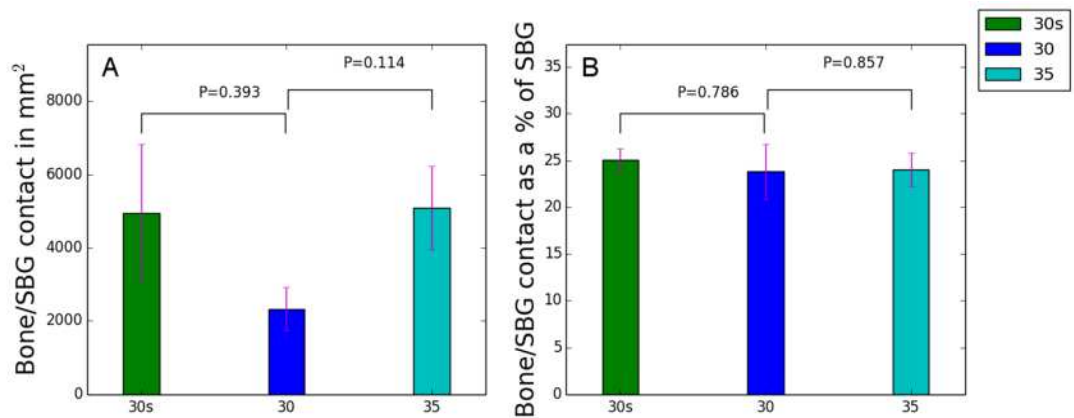 A
Bone/SBG contact in mm²
8000
6000
4000
2000
0
P=0.393
P=0.114
30s
30
35
B
Bone/SBG contact as a % of SBG
35
30
25
20
15
10
5
0
P=0.786
P=0.857
30s
30
35
30s
30
35